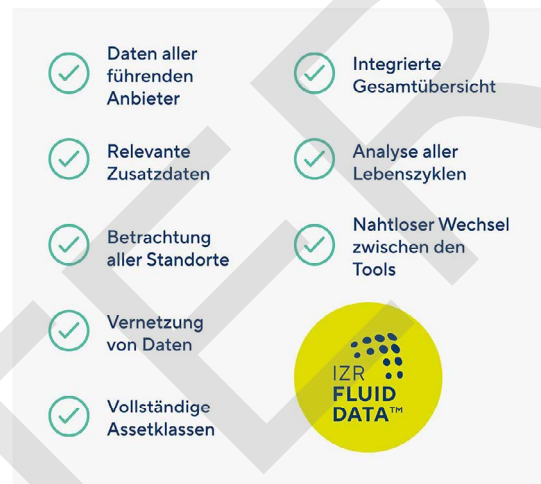 Daten aller
führenden
Anbieter
Relevante
Zusatzdaten
Betrachtung
aller Standorte
Vernetzung
von Daten
Vollständige
Assetklassen
Integrierte
Gesamtübersicht
Analyse aller
Lebenszyklen
Nahtloser Wechsel
zwischen den
Tools
IZR
FLUID
DATA™